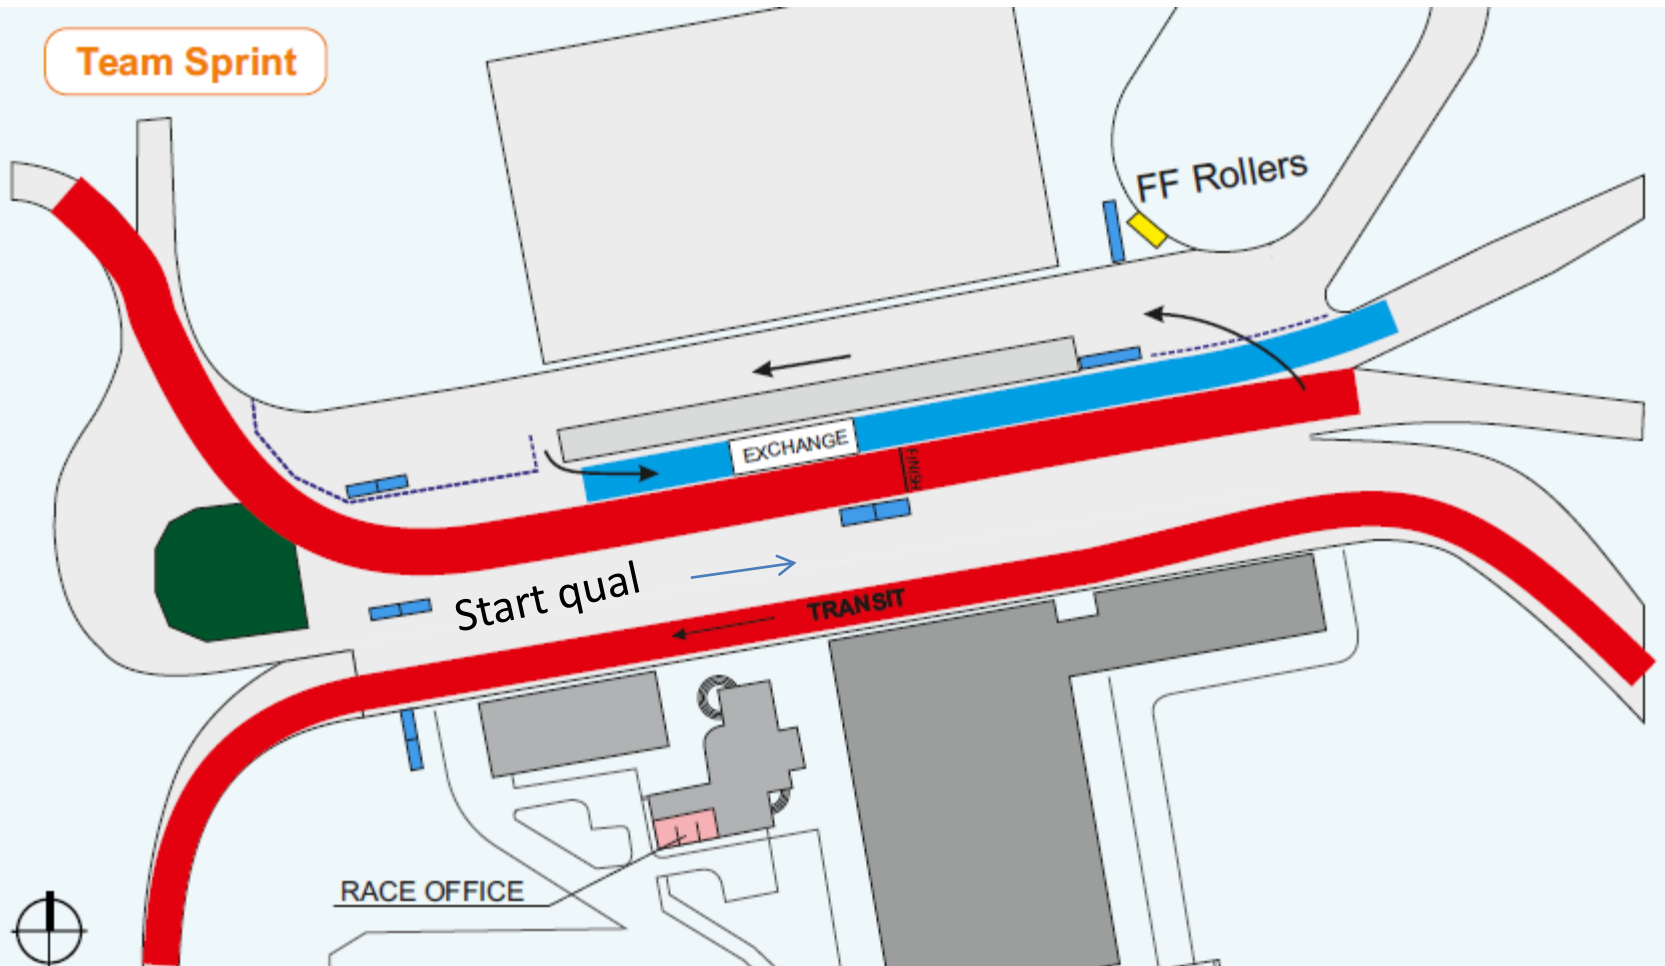 Team Sprint
FF Rollers
EXCHANGE
FINISH
Start qual
TRANSIT
RACE OFFICE